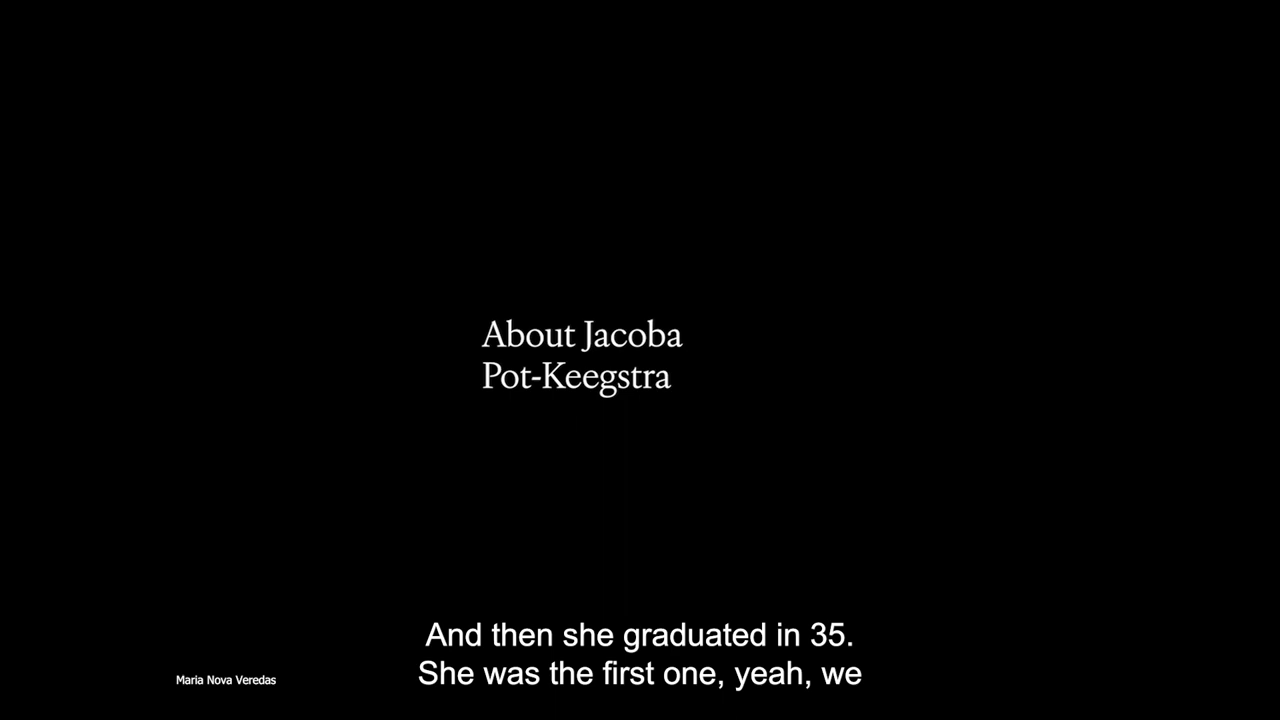 About Jacoba
Pot-Keegstra
And then she graduated in 35.
She was the first one, yeah, we
Maria Nova Veredas